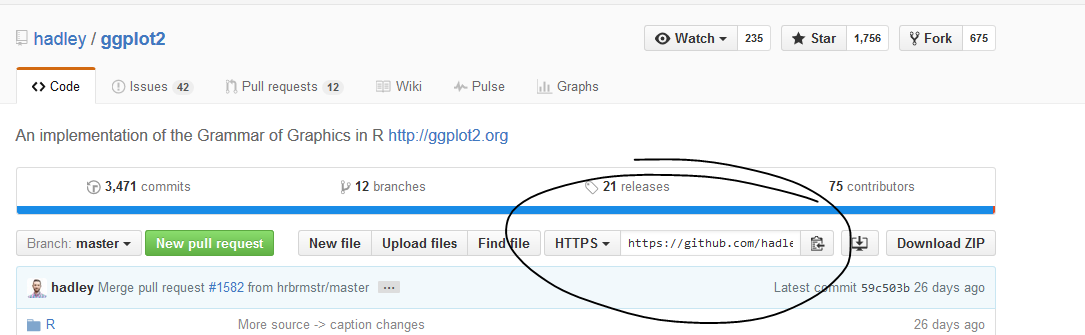 hadley / ggplot2 Watch 235 Star 1,756 Fork 675
Code Issues 42 Pull requests 12 Wiki Pulse Graphs
An implementation of the Grammar of Graphics in R http://ggplot2.org
3,471 commits 12 branches 21 releases 75 contributors
Branch: master New pull request New file Upload files Find file HTTPS https://github.com/hadle Download ZIP
hadley Merge pull request #1582 from hrbrmstr/master ... Latest commit 59c503b 26 days ago
R More source -> caption changes 26 days ago